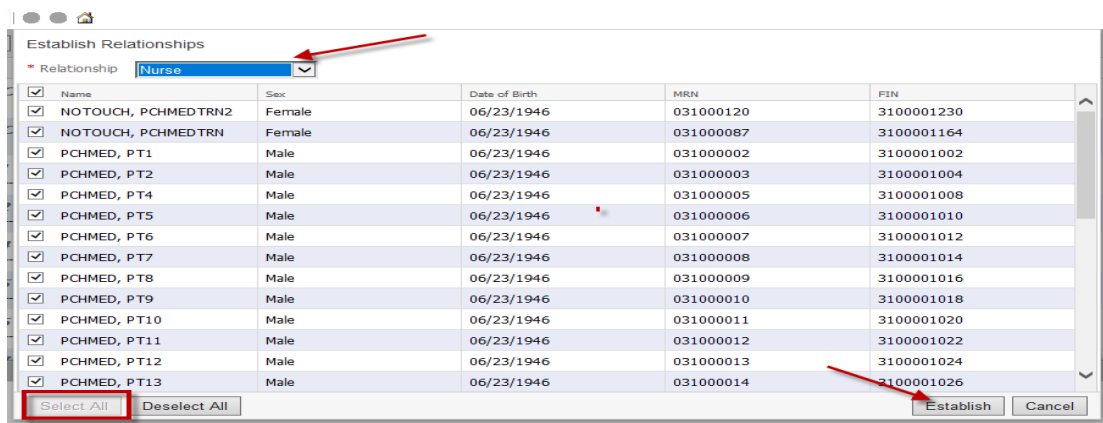 Establish Relationships
* Relationship Nurse
Name Sex Date of Birth MRN FIN
NOTOUCH, PCHMEDTRN2 Female 06/23/1946 031000120 3100001230
NOTOUCH, PCHMEDTRN Female 06/23/1946 031000087 3100001164
PCHMED, PT1 Male 06/23/1946 031000002 3100001002
PCHMED, PT2 Male 06/23/1946 031000003 3100001004
PCHMED, PT4 Male 06/23/1946 031000005 3100001008
PCHMED, PT5 Male 06/23/1946 031000006 3100001010
PCHMED, PT6 Male 06/23/1946 031000007 3100001012
PCHMED, PT7 Male 06/23/1946 031000008 3100001014
PCHMED, PT8 Male 06/23/1946 031000009 3100001016
PCHMED, PT9 Male 06/23/1946 031000010 3100001018
PCHMED, PT10 Male 06/23/1946 031000011 3100001020
PCHMED, PT11 Male 06/23/1946 031000012 3100001022
PCHMED, PT12 Male 06/23/1946 031000013 3100001024
PCHMED, PT13 Male 06/23/1946 031000014 3100001026
Select All Deselect All Establish Cancel